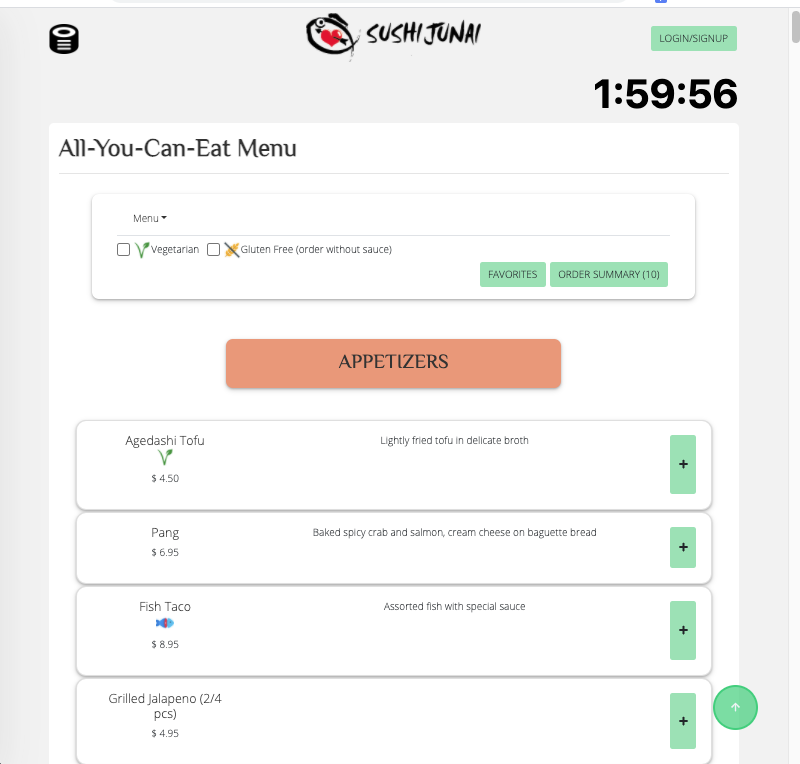 SUSHI JUNAI
LOGIN/SIGNUP
1:59:56
All-You-Can-Eat Menu
Menu
Vegetarian Gluten Free (order without sauce)
FAVORITES ORDER SUMMARY (10)
APPETIZERS
Agedashi Tofu
Lightly fried tofu in delicate broth
$ 4.50
+
Pang
Baked spicy crab and salmon, cream cheese on baguette bread
$ 6.95
+
Fish Taco
Assorted fish with special sauce
$ 8.95
+
Grilled Jalapeno (2/4
pcs)
$ 4.95
+